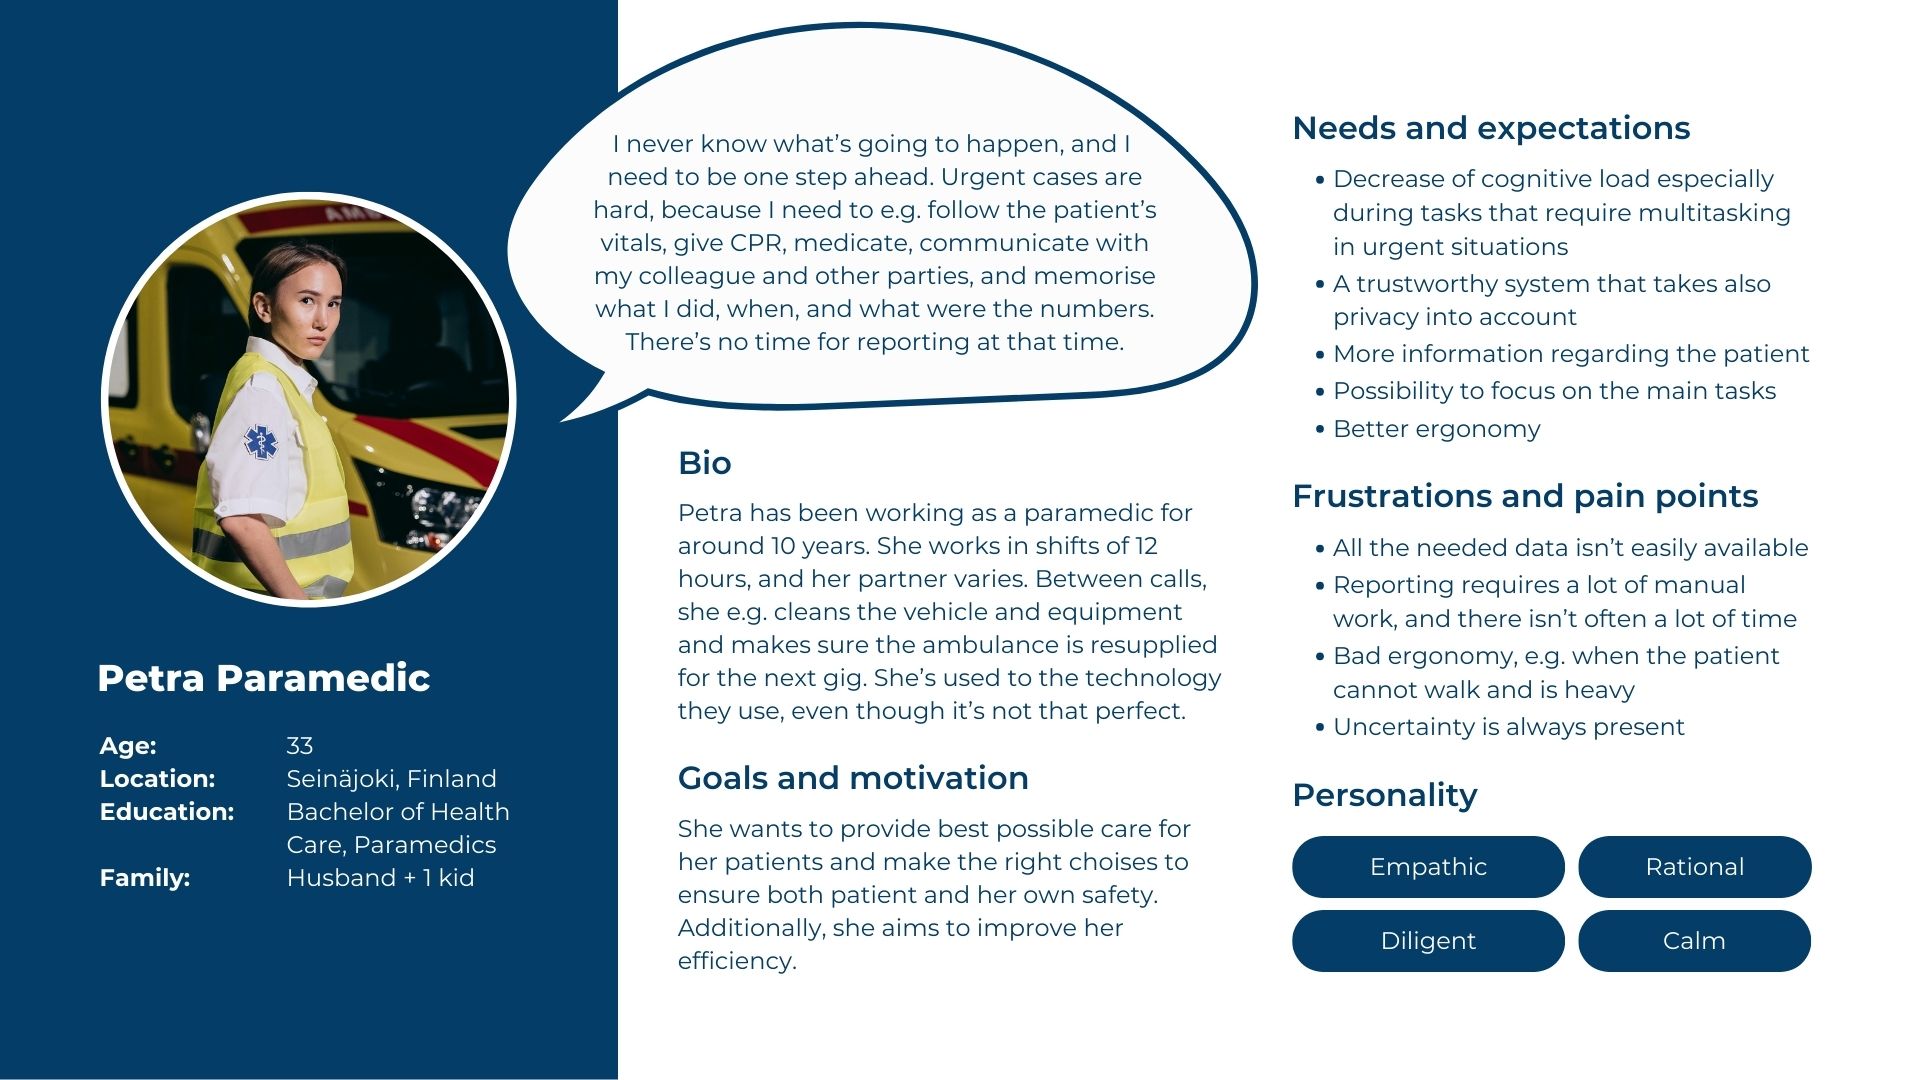 I never know what’s going to happen, and I
need to be one step ahead. Urgent cases are
hard, because I need to e.g. follow the patient’s
vitals, give CPR, medicate, communicate with
my colleague and other parties, and memorise
what I did, when, and what were the numbers.
There’s no time for reporting at that time.
Petra Paramedic
Age: 33
Location: Seinäjoki, Finland
Education: Bachelor of Health
Care, Paramedics
Family: Husband + 1 kid
Bio
Petra has been working as a paramedic for
around 10 years. She works in shifts of 12
hours, and her partner varies. Between calls,
she e.g. cleans the vehicle and equipment
and makes sure the ambulance is resupplied
for the next gig. She’s used to the technology
they use, even though it’s not that perfect.
Goals and motivation
She wants to provide best possible care for
her patients and make the right choises to
ensure both patient and her own safety.
Additionally, she aims to improve her
efficiency.
Needs and expectations
• Decrease of cognitive load especially
during tasks that require multitasking
in urgent situations
• A trustworthy system that takes also
privacy into account
• More information regarding the patient
• Possibility to focus on the main tasks
• Better ergonomy
Frustrations and pain points
• All the needed data isn’t easily available
• Reporting requires a lot of manual
work, and there isn’t often a lot of time
• Bad ergonomy, e.g. when the patient
cannot walk and is heavy
• Uncertainty is always present
Personality
Empathic
Rational
Diligent
Calm